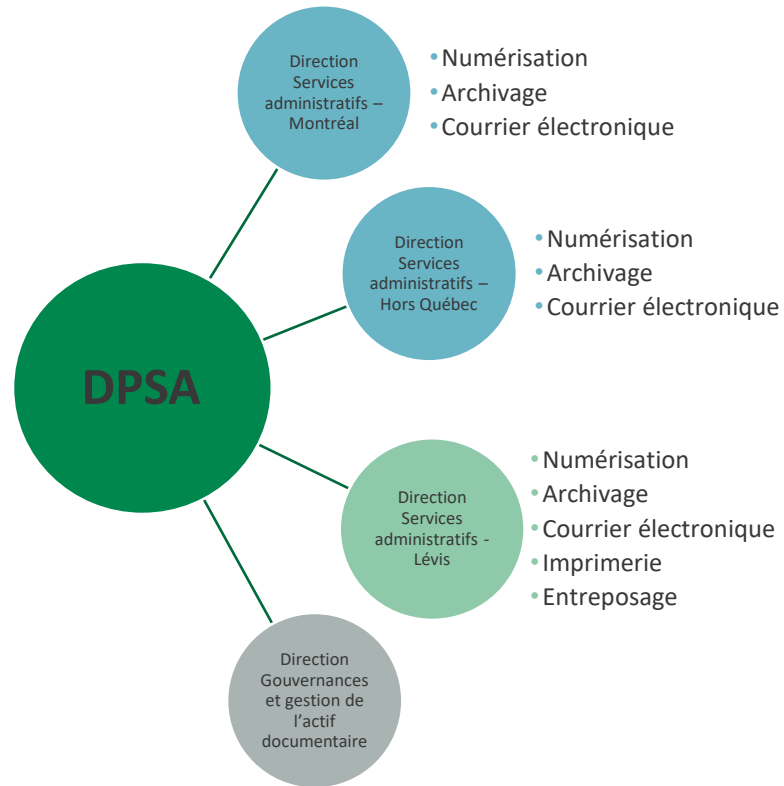 Direction
Services
administratifs –
Montréal
• Numérisation
• Archivage
• Courrier électronique
Direction
Services
administratifs –
Hors Québec
• Numérisation
• Archivage
• Courrier électronique
DPSA
Direction
Services
administratifs -
Lévis
• Numérisation
• Archivage
• Courrier électronique
• Imprimerie
• Entreposage
Direction
Gouvernances
et gestion de
l’actif
documentaire